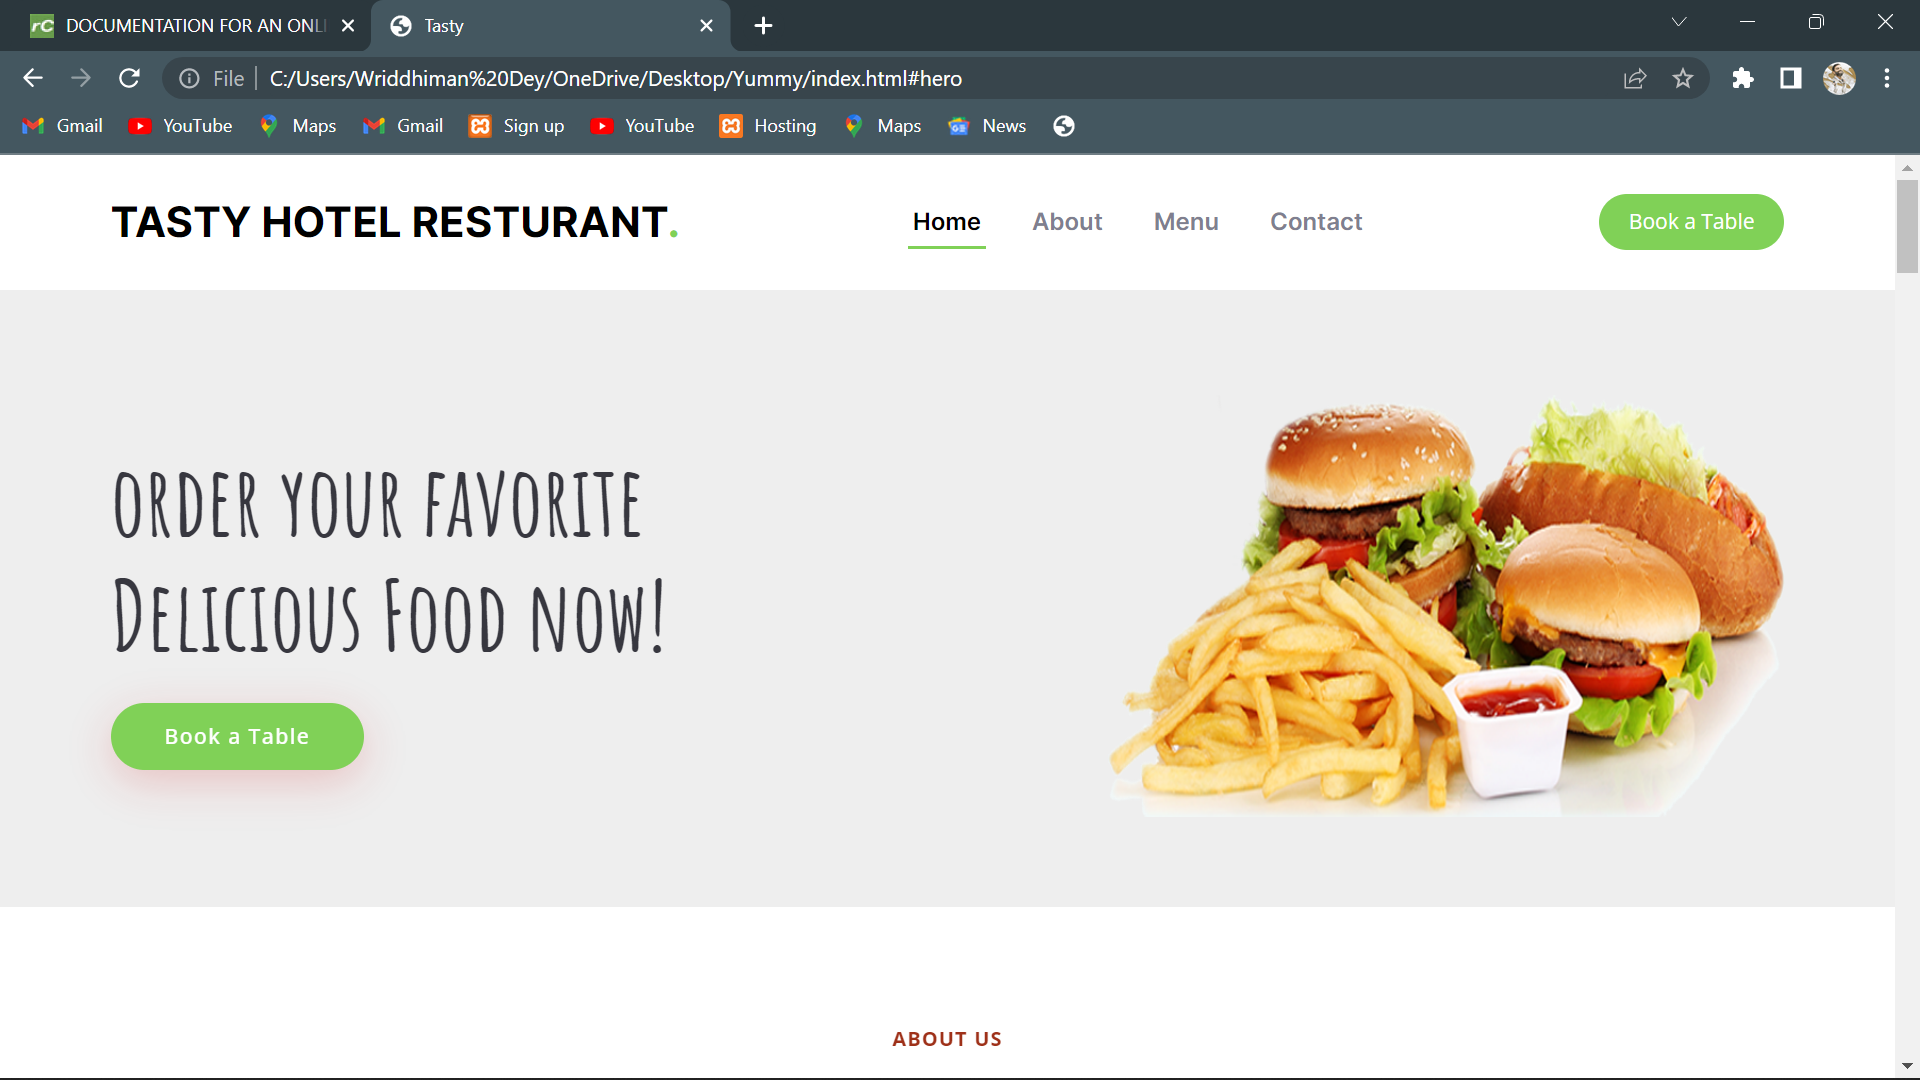 rC DOCUMENTATION FOR AN ONLI
Tasty
File C:/Users/Wriddhiman%20Dey/OneDrive/Desktop/Yummy/index.html#hero
Gmail YouTube Maps Gmail Sign up YouTube Hosting Maps News
TASTY HOTEL RESTURANT.
Home About Menu Contact
Book a Table
ORDER YOUR FAVORITE
DELICIOUS FOOD NOW!
Book a Table
ABOUT US